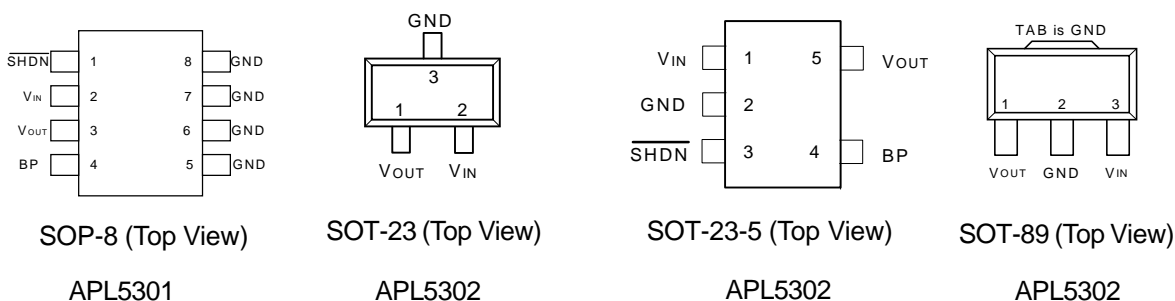 SHDN 1 8 GND
VIN 2 7 GND
VOUT 3 6 GND
BP 4 5 GND
SOP-8 (Top View)
APL5301
GND
3
1 2
VOUT VIN
SOT-23 (Top View)
APL5302
VIN 1 5 VOUT
GND 2
SHDN 3 4 BP
SOT-23-5 (Top View)
APL5302
TAB is GND
1 2 3
VOUT GND VIN
SOT-89 (Top View)
APL5302